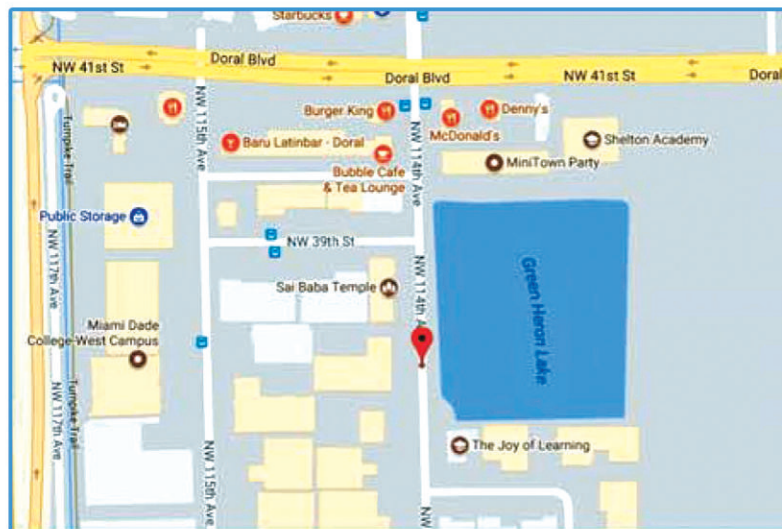 Starbucks
Doral Blvd
NW 41st St
Doral Blvd
NW 41st St
Doral
Burger King
Denny's
McDonald's
Shelton Academy
Baru Latinbar - Doral
MiniTown Party
Bubble Cafe
& Tea Lounge
NW 115th Ave
NW 114th Ave
Turnpike Trail
Public Storage
NW 39th St
NW 117th Ave
Sai Baba Temple
NW 114th A
Green Heron Lake
Miami Dade
College-West Campus
Turnpike Trail
NW 117th Ave
NW 115th Ave
The Joy of Learning
NW